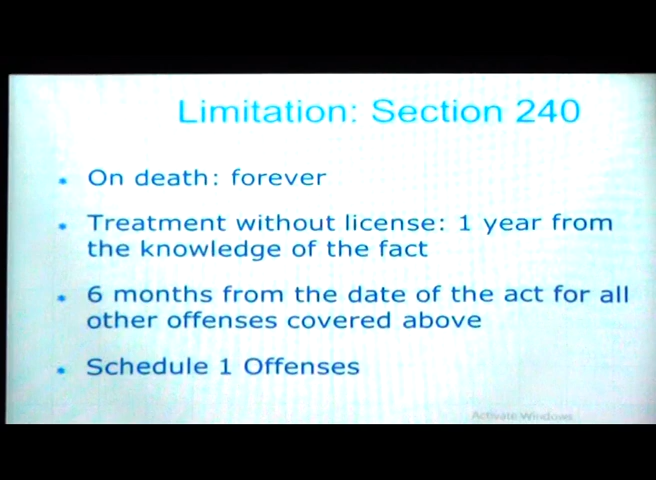 Limitation: Section 240
On death: forever
Treatment without license: 1 year from
the knowledge of the fact
6 months from the date of the act for all
other offenses covered above
Schedule 1 Offenses
Activate Windows